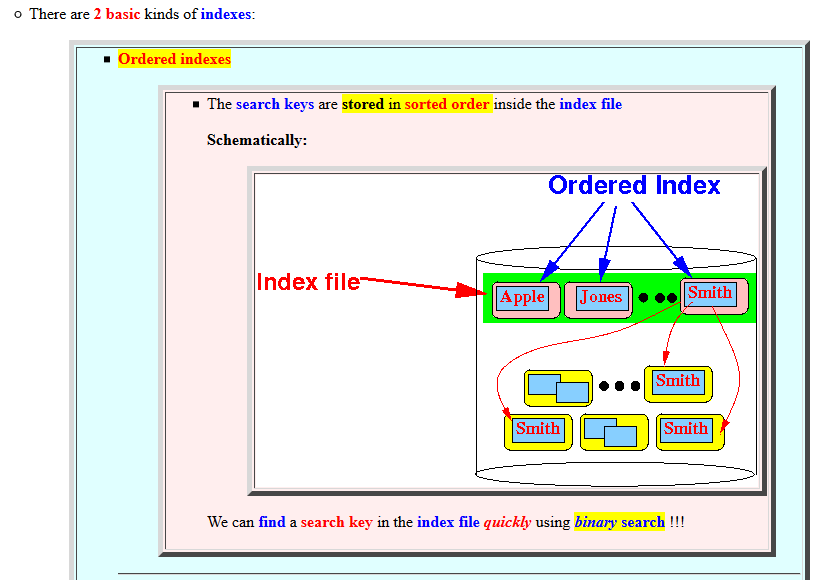 There are 2 basic kinds of indexes:
Ordered indexes
The search keys are stored in sorted order inside the index file
Schematically:
Ordered Index
Index file
Apple Jones Smith
Smith
Smith Smith
We can find a search key in the index file quickly using binary search !!!